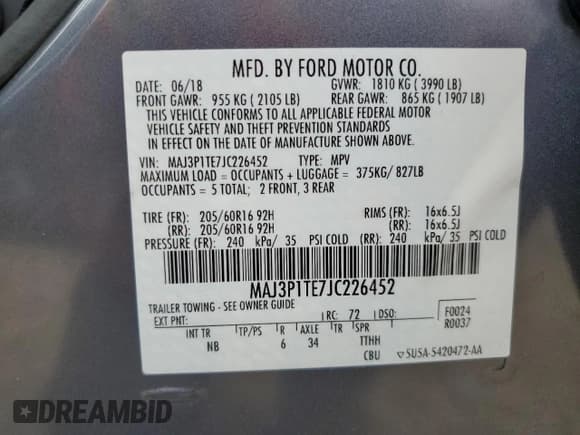 MFD. BY FORD MOTOR CO.
DATE: 06/18 GVWR: 1810 KG ( 3990 LB)
FRONT GAWR: 955 KG ( 2105 LB) REAR GAWR: 865 KG ( 1907 LB)
THIS VEHICLE CONFORMS TO ALL APPLICABLE FEDERAL MOTOR
VEHICLE SAFETY AND THEFT PREVENTION STANDARDS
IN EFFECT ON THE DATE OF MANUFACTURE SHOWN ABOVE.
VIN: MAJ3P1TE7JC226452 TYPE: MPV
MAXIMUM LOAD = OCCUPANTS + LUGGAGE = 375KG/ 827LB
OCCUPANTS = 5 TOTAL; 2 FRONT, 3 REAR
TIRE (FR): 205/60R16 92H RIMS (FR): 16x6.5J
(RR): 205/60R16 92H (RR): 16x6.5J
PRESSURE (FR): 240 kPa/ 35 PSI COLD (RR): 240 kPa/ 35 PSI COLD
MAJ3P1TE7JC226452
TRAILER TOWING - SEE OWNER GUIDE
EXT PNT: RC: 72 DSO: F0024
R0037
INT TR TP/PS R AXLE TR SPR
NB 6 34 TTHH
CBU 5U5A-5420472-AA
DREAMBID